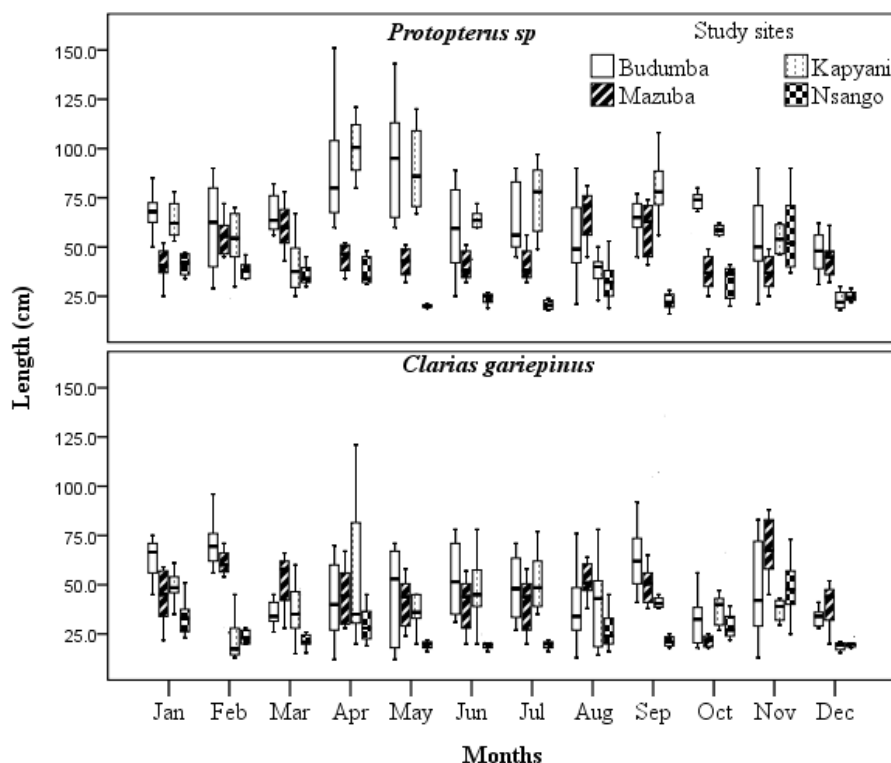 Protopterus sp
Study sites
Budumba
Kapyani
Mazuba
Nsango
150.0
125.0
100.0
75.0
50.0
25.0
Length (cm)
Clarias gariepinus
150.0
125.0
100.0
75.0
50.0
25.0
Jan Feb Mar Apr May Jun Jul Aug Sep Oct Nov Dec
Months